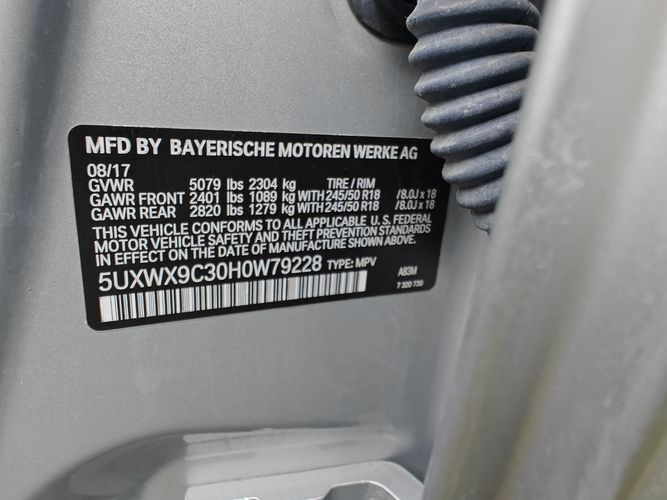 MFD BY BAYERISCHE MOTOREN WERKE AG
08/17
GVWR 5079 lbs 2304 kg TIRE / RIM
GAWR FRONT 2401 lbs 1089 kg WITH 245/50 R18 /8.0J x 18
GAWR REAR 2820 lbs 1279 kg WITH 245/50 R18 /8.0J x 18
THIS VEHICLE CONFORMS TO ALL APPLICABLE U.S. FEDERAL
MOTOR VEHICLE SAFETY AND THEFT PREVENTION STANDARDS
IN EFFECT ON THE DATE OF MANUFACTURE SHOWN ABOVE.
5UXWX9C30H0W79228 TYPE: MPV A83M
7 320 730